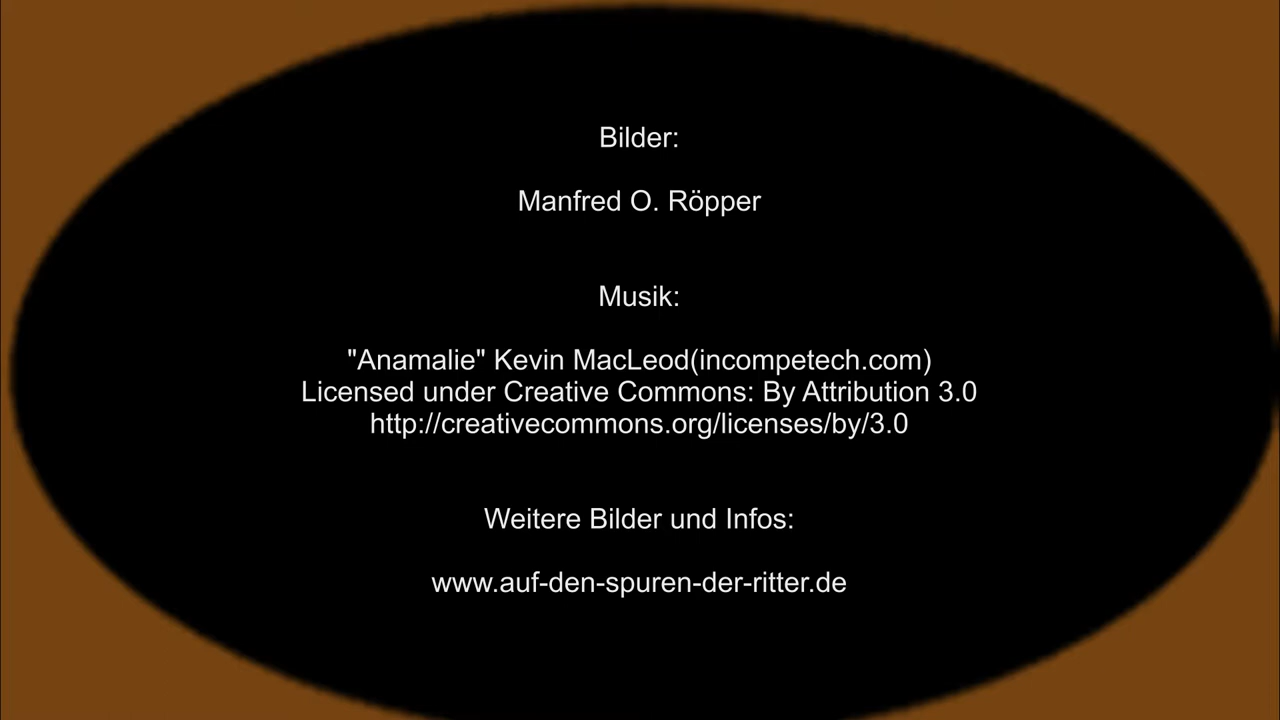 Bilder:
Manfred O. Röpper
Musik:
"Anamalie" Kevin MacLeod(incompetech.com)
Licensed under Creative Commons: By Attribution 3.0
http://creativecommons.org/licenses/by/3.0
Weitere Bilder und Infos:
www.auf-den-spuren-der-ritter.de